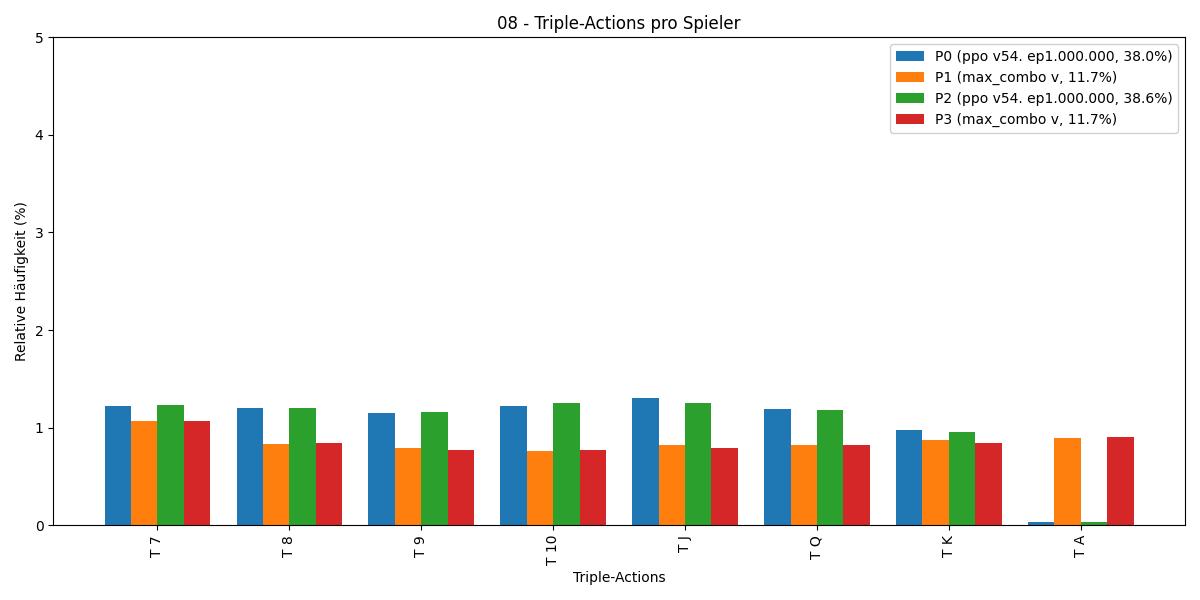 08 - Triple-Actions pro Spieler
P0 (ppo v54. ep1.000.000, 38.0%)
P1 (max_combo v, 11.7%)
P2 (ppo v54. ep1.000.000, 38.6%)
P3 (max_combo v, 11.7%)
Relative Häufigkeit (%)
5
4
3
2
1
0
T 7
T 8
T 9
T 10
T J
T Q
T K
T A
Triple-Actions